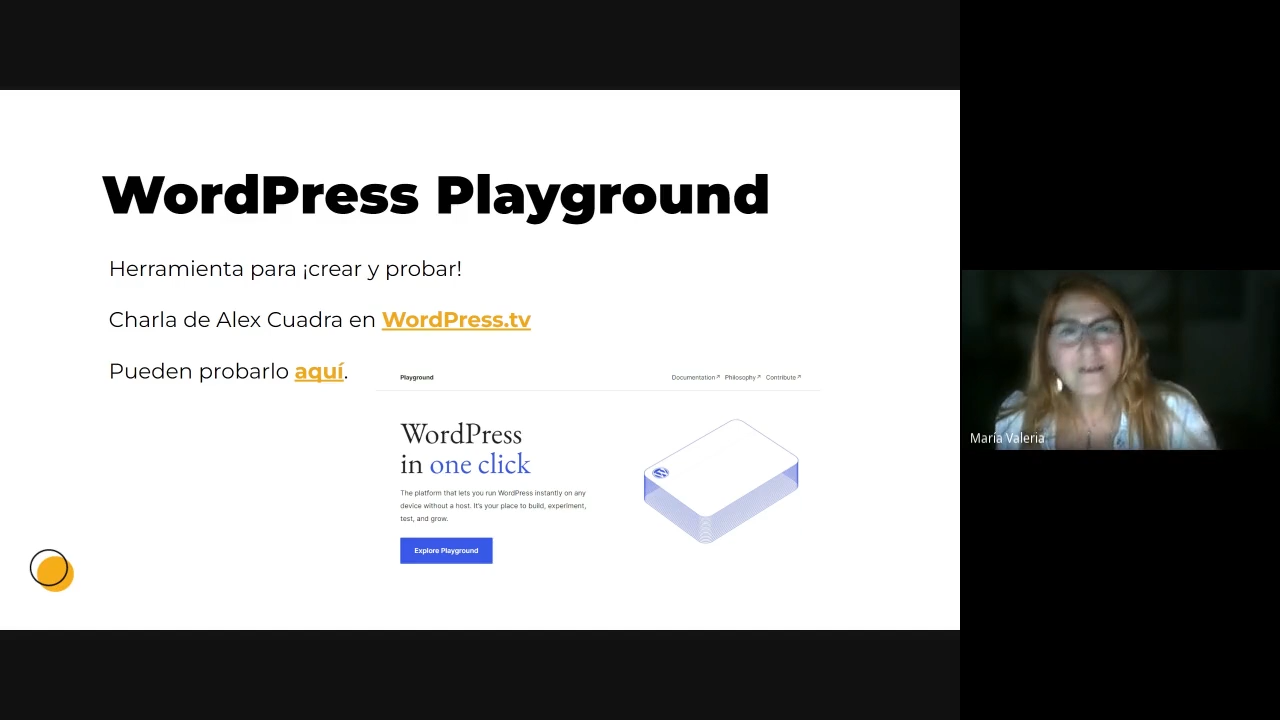 WordPress Playground
Herramienta para ¡crear y probar!
Charla de Alex Cuadra en WordPress.tv
Pueden probarlo aquí.
Playground
Documentation↗ Philosophy↗ Contribute↗
WordPress
in one click
The platform that lets you run WordPress instantly on any
device without a host. It's your place to build, experiment,
test, and grow.
Explore Playground
María Valeria